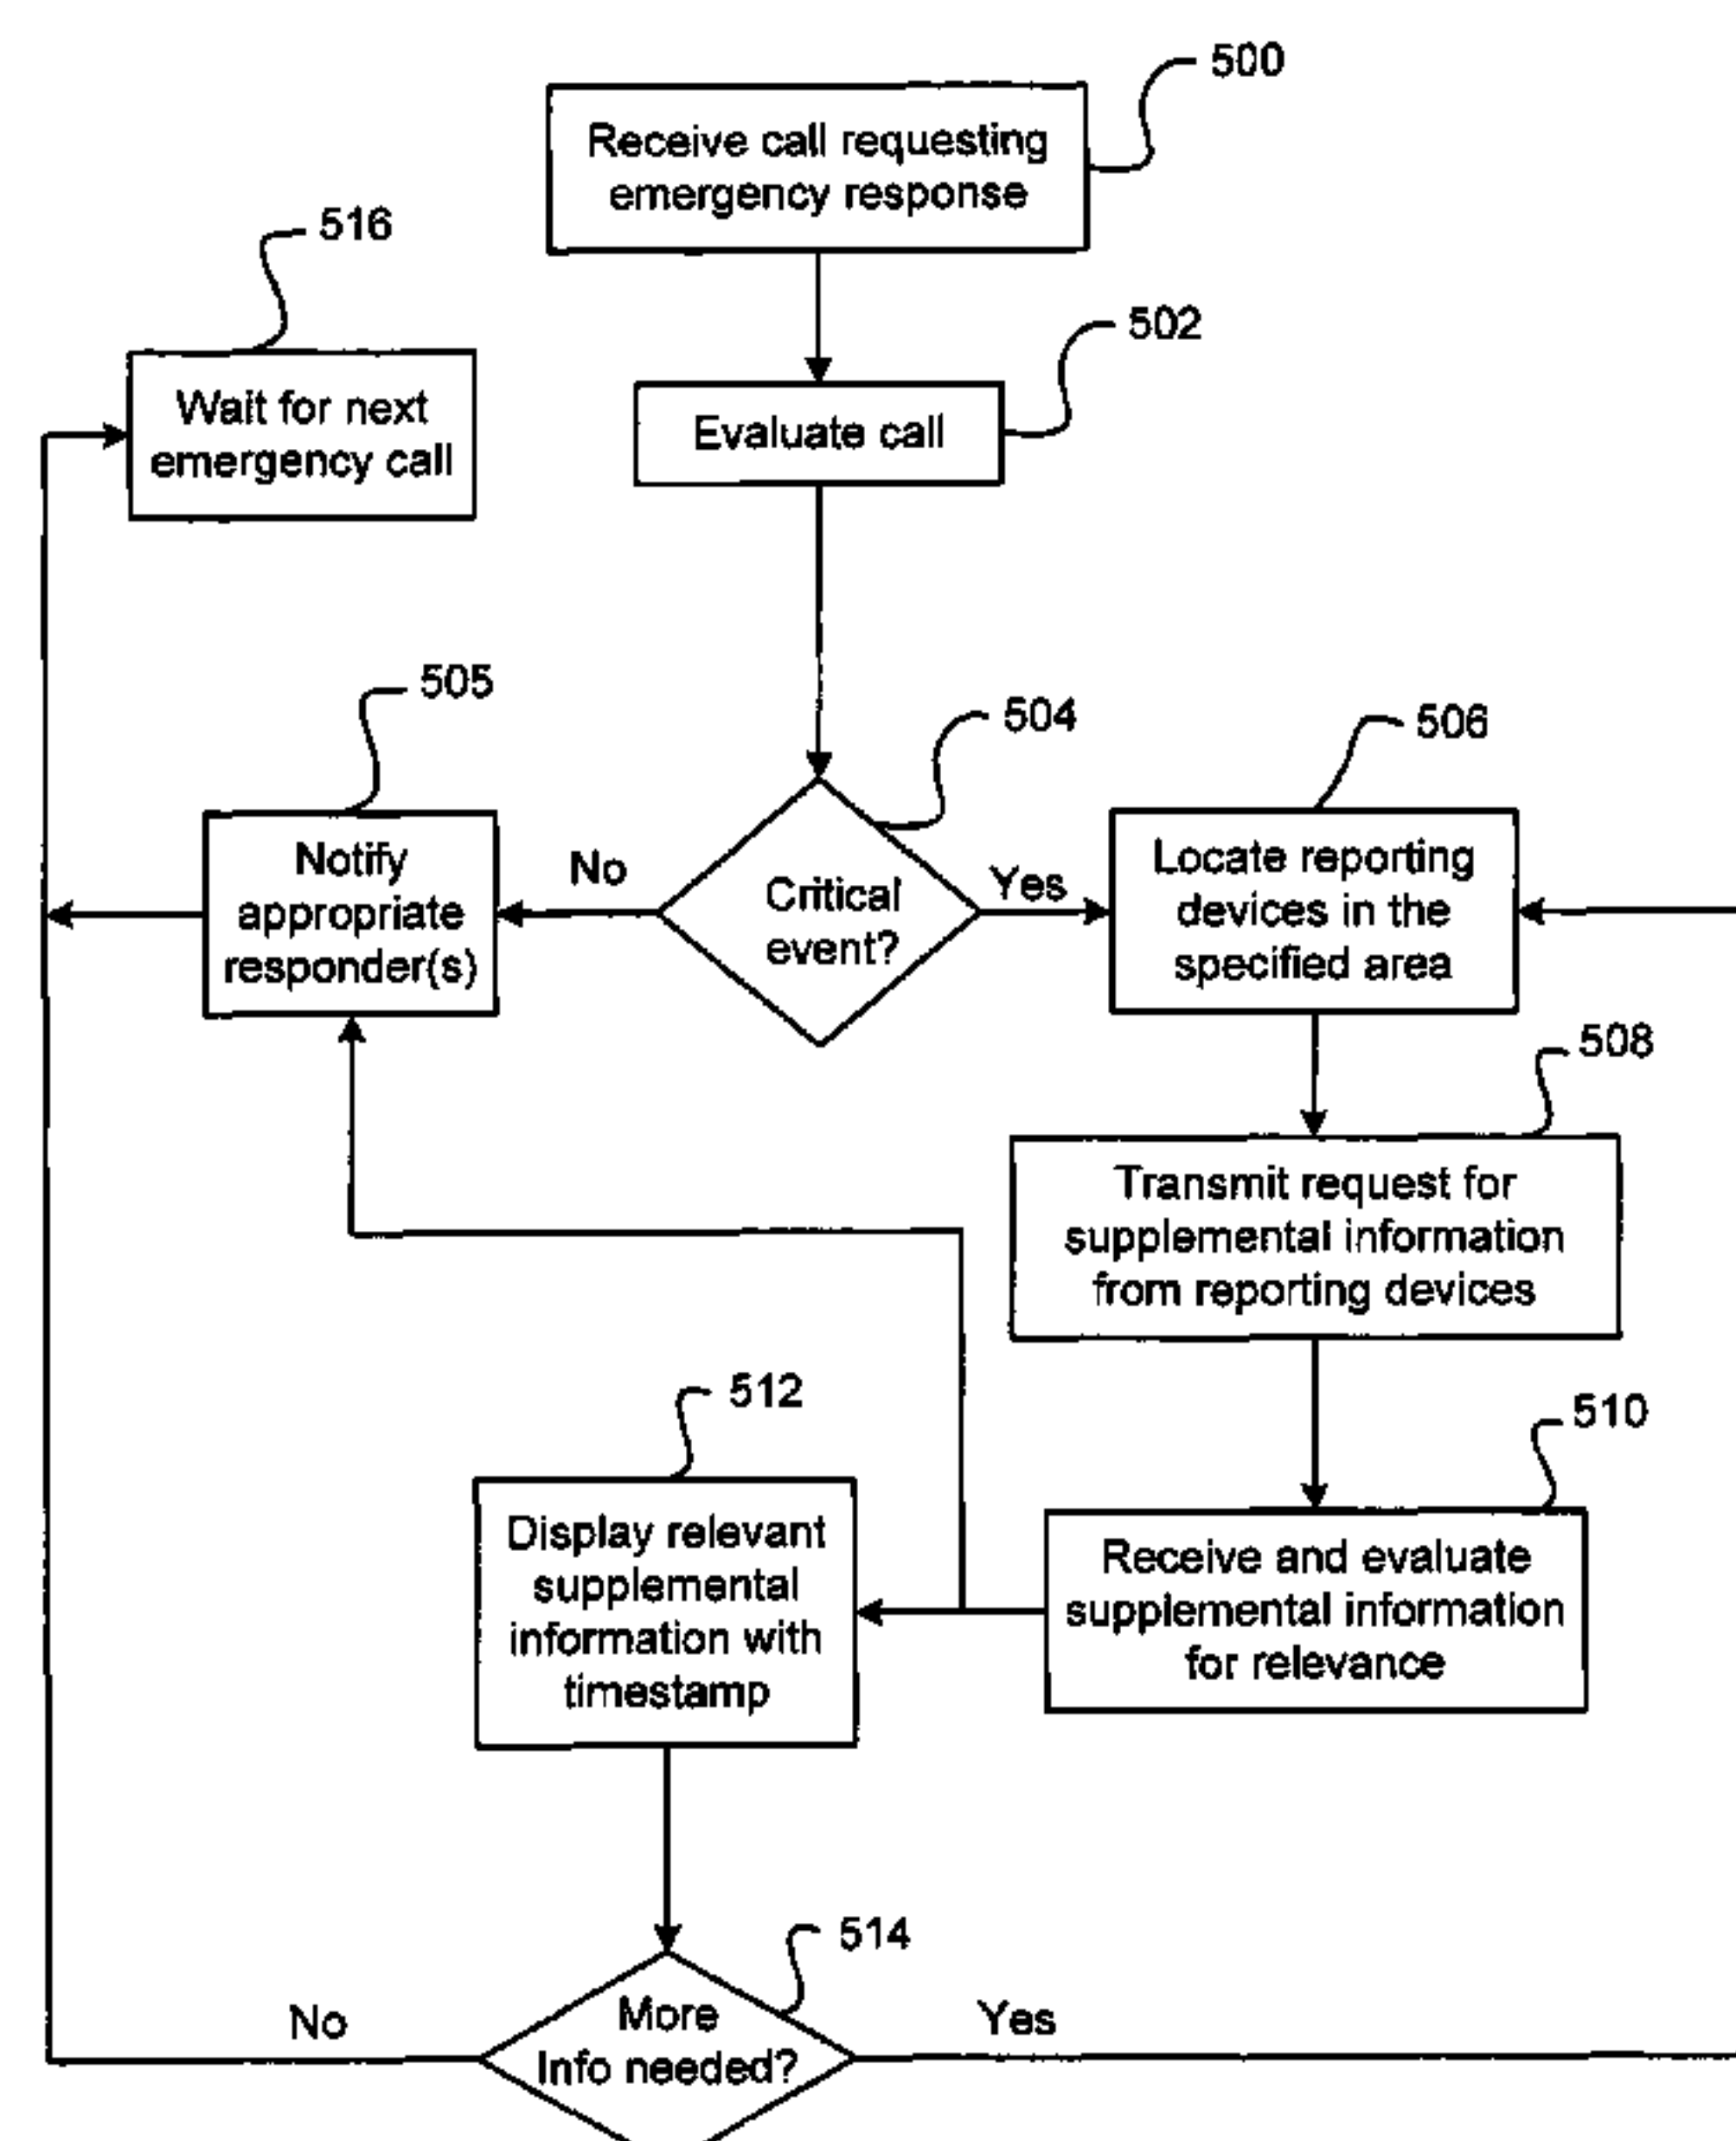 500
Receive call requesting
emergency response
516
502
Wait for next
emergency call
Evaluate call
505
504
506
Notify
appropriate
responder(s)
No
Critical
event?
Yes
Locate reporting
devices in the
specified area
508
Transmit request for
supplemental information
from reporting devices
512
510
Display relevant
supplemental
information with
timestamp
Receive and evaluate
supplemental information
for relevance
514
No
More
Info needed?
Yes